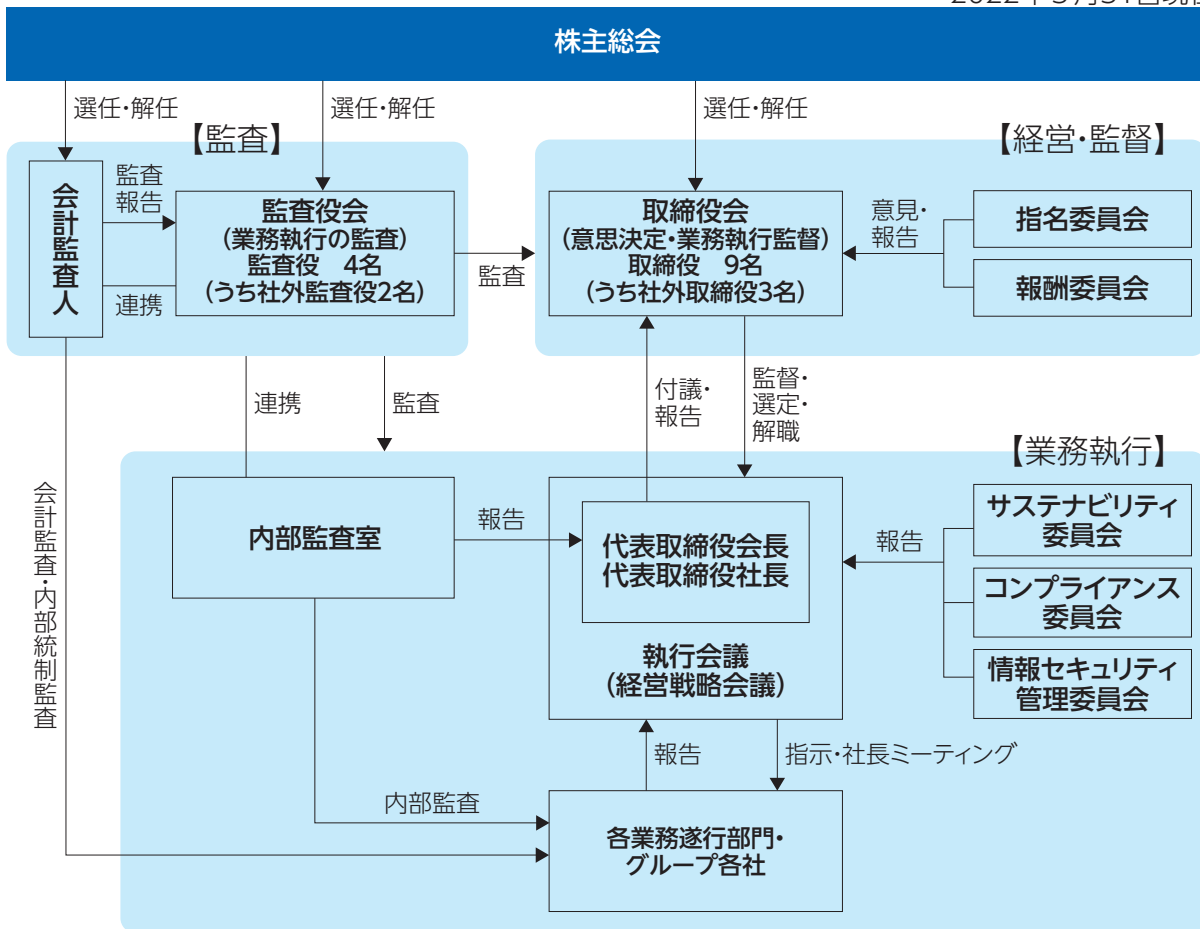 株主総会
選任・解任
選任・解任
選任・解任
【監査】
【経営・監督】
会計監査人
監査
報告
連携
監査役会
(業務執行の監査)
監査役　4名
(うち社外監査役2名)
監査
取締役会
(意思決定・業務執行監督)
取締役　9名
(うち社外取締役3名)
意見・
報告
指名委員会
報酬委員会
連携
監査
付議・
報告
監督・
選定・
解職
【業務執行】
会計監査・内部統制監査
内部監査室
報告
代表取締役会長
代表取締役社長
執行会議
(経営戦略会議)
報告
サステナビリティ
委員会
コンプライアンス
委員会
情報セキュリティ
管理委員会
報告
指示・社長ミーティング
内部監査
各業務遂行部門・
グループ各社